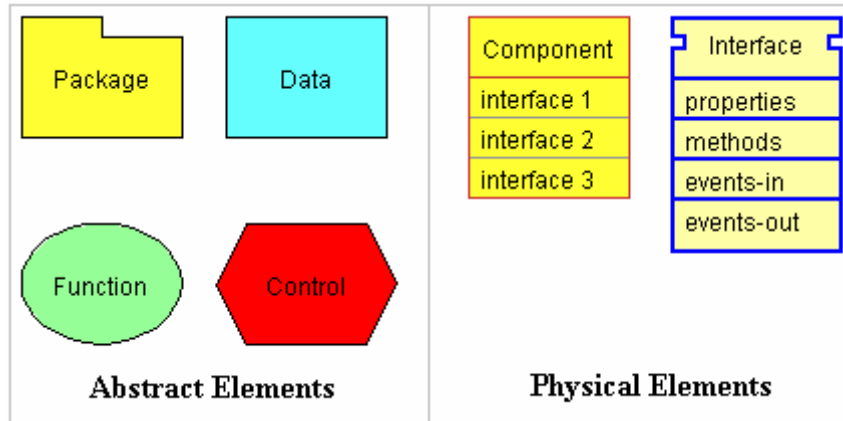 Package
Data
Function
Control
Abstract Elements
Component
interface 1
interface 2
interface 3
Interface
properties
methods
events-in
events-out
Physical Elements